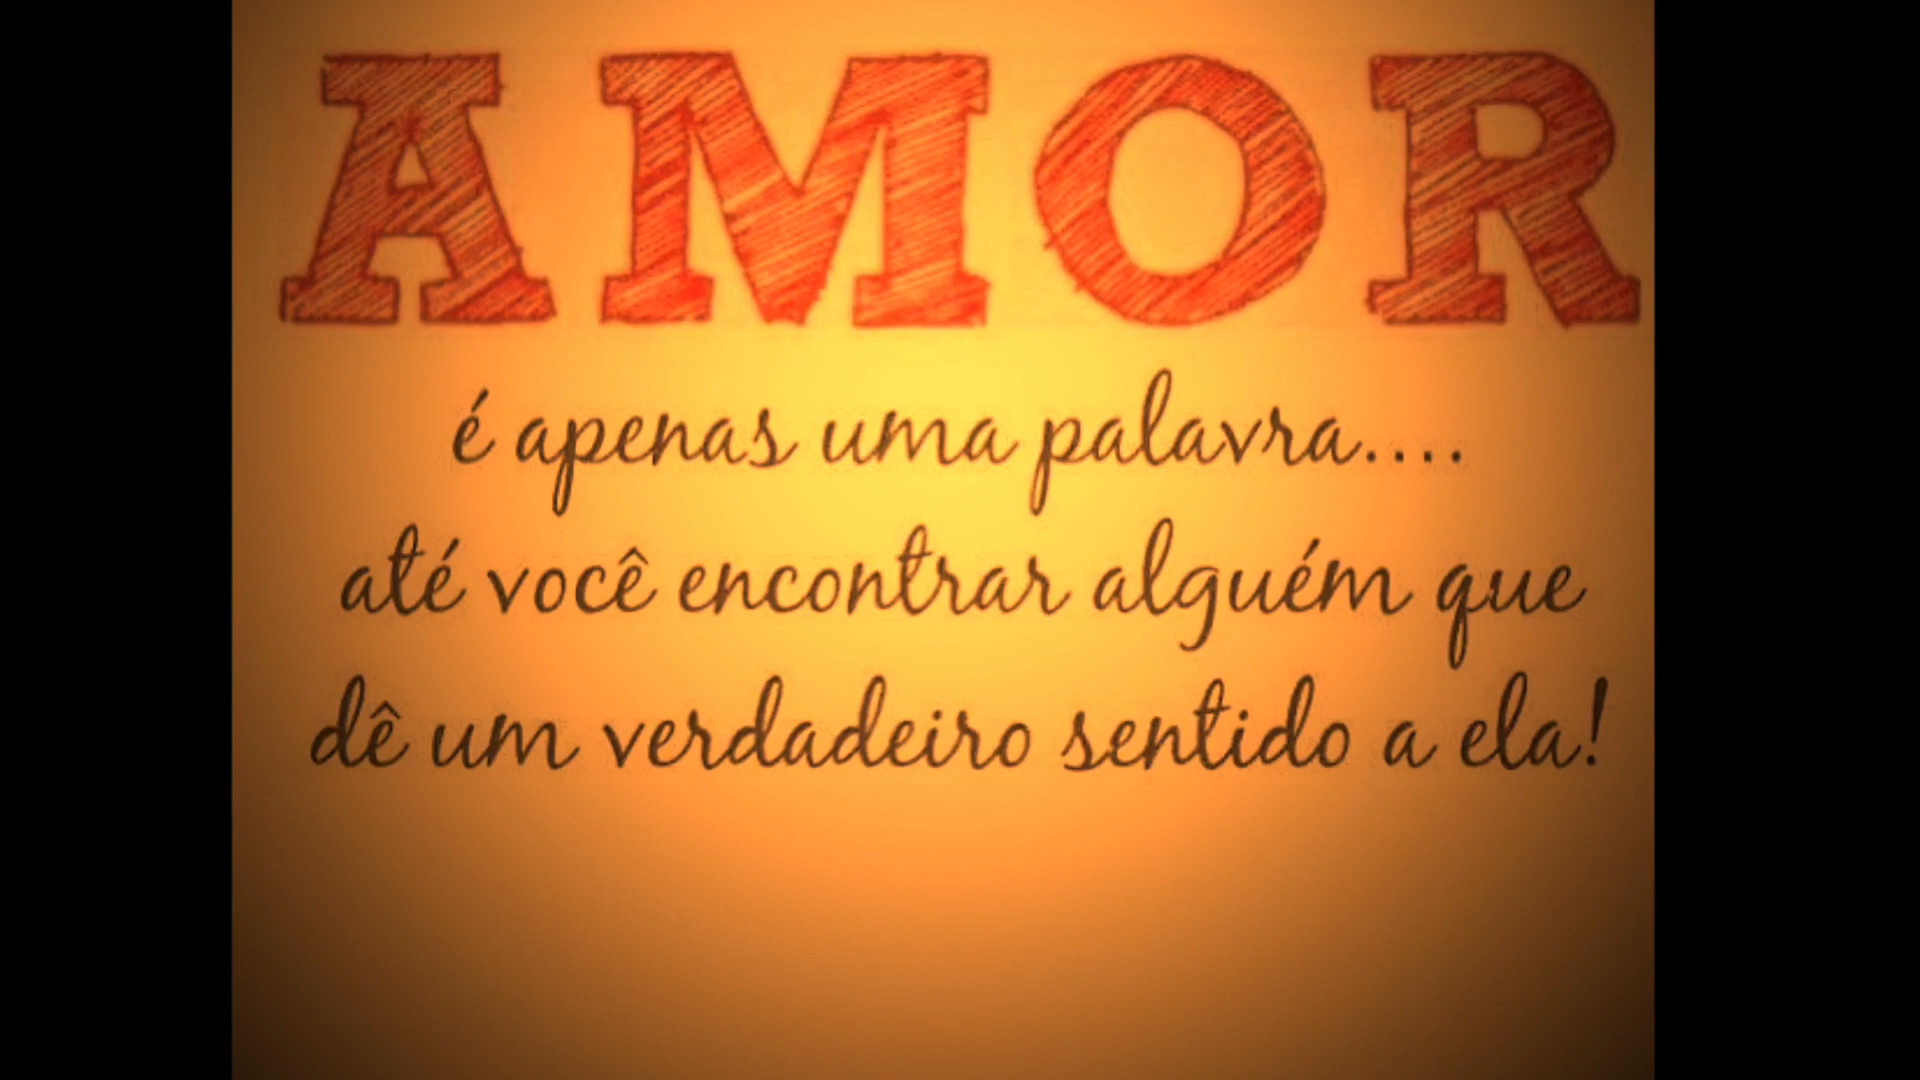 AMOR
é apenas uma palavra....
até você encontrar alguém que
dê um verdadeiro sentido a ela!